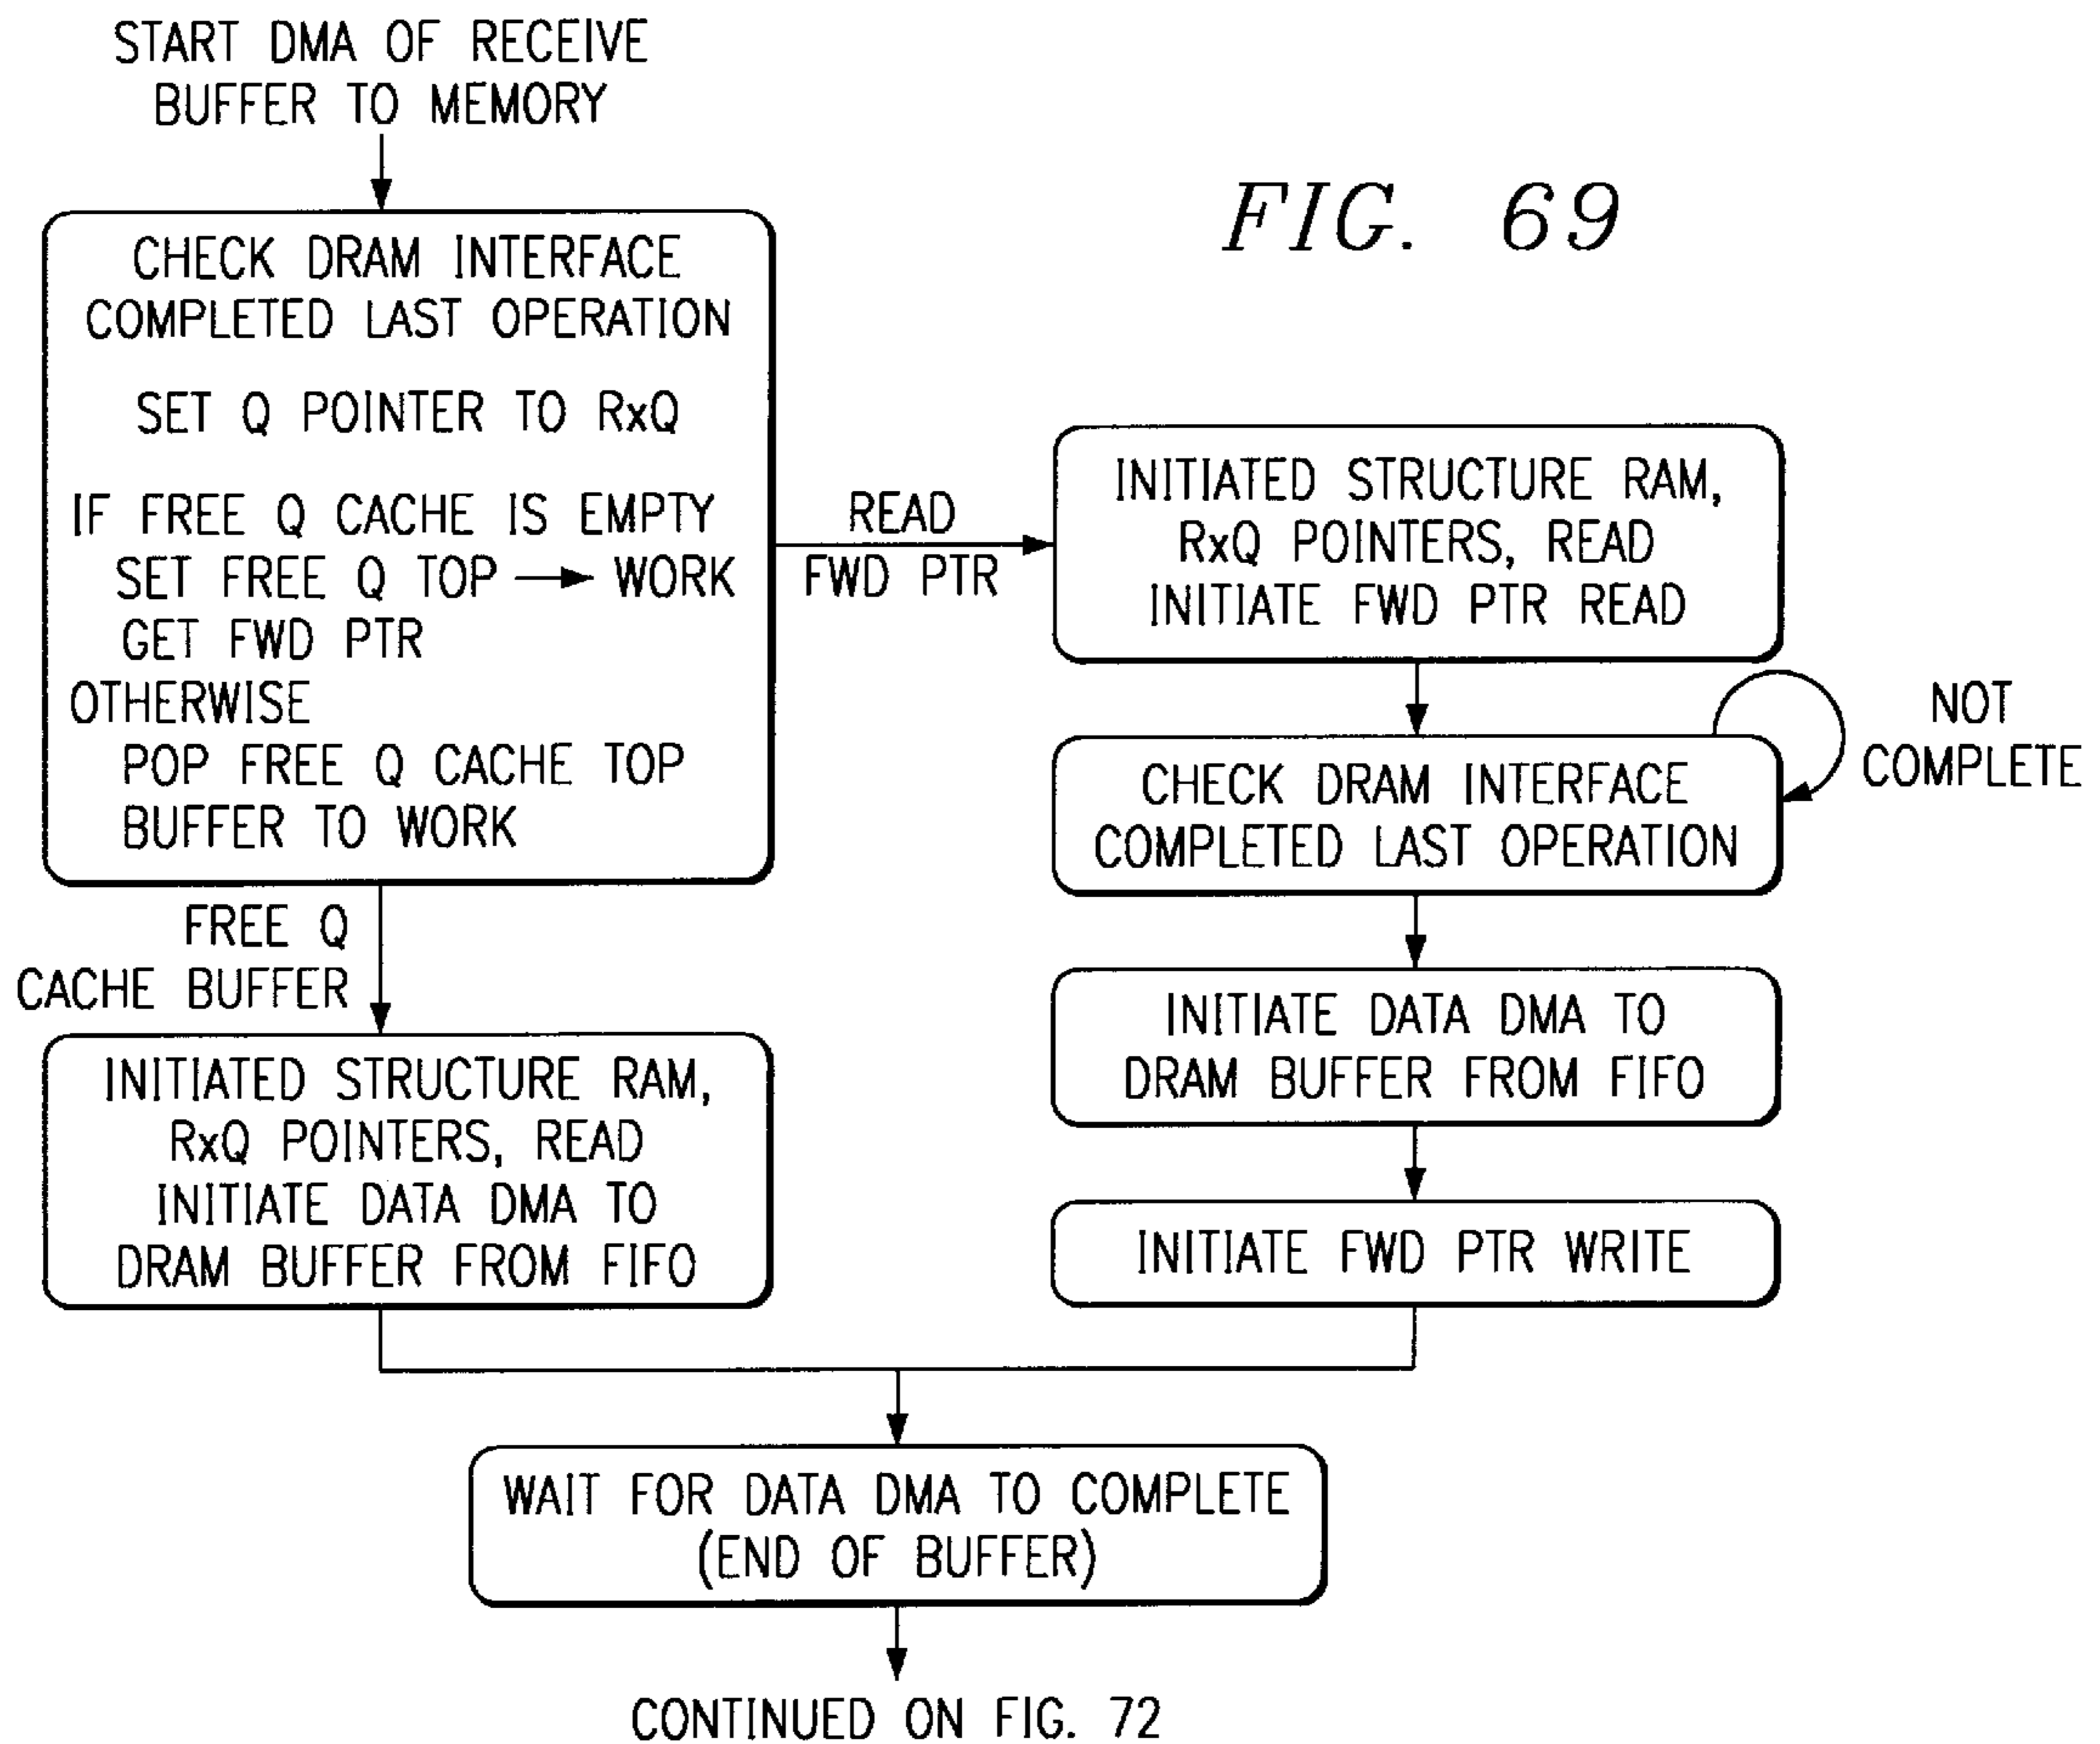 START DMA OF RECEIVE
BUFFER TO MEMORY
FIG. 69
CHECK DRAM INTERFACE
COMPLETED LAST OPERATION
SET Q POINTER TO RxQ
IF FREE Q CACHE IS EMPTY
SET FREE Q TOP → WORK
GET FWD PTR
OTHERWISE
POP FREE Q CACHE TOP
BUFFER TO WORK
READ
FWD PTR
INITIATED STRUCTURE RAM,
RxQ POINTERS, READ
INITIATE FWD PTR READ
NOT
COMPLETE
CHECK DRAM INTERFACE
COMPLETED LAST OPERATION
INITIATE DATA DMA TO
DRAM BUFFER FROM FIFO
INITIATE FWD PTR WRITE
FREE Q
CACHE BUFFER
INITIATED STRUCTURE RAM,
RxQ POINTERS, READ
INITIATE DATA DMA TO
DRAM BUFFER FROM FIFO
WAIT FOR DATA DMA TO COMPLETE
(END OF BUFFER)
CONTINUED ON FIG. 72